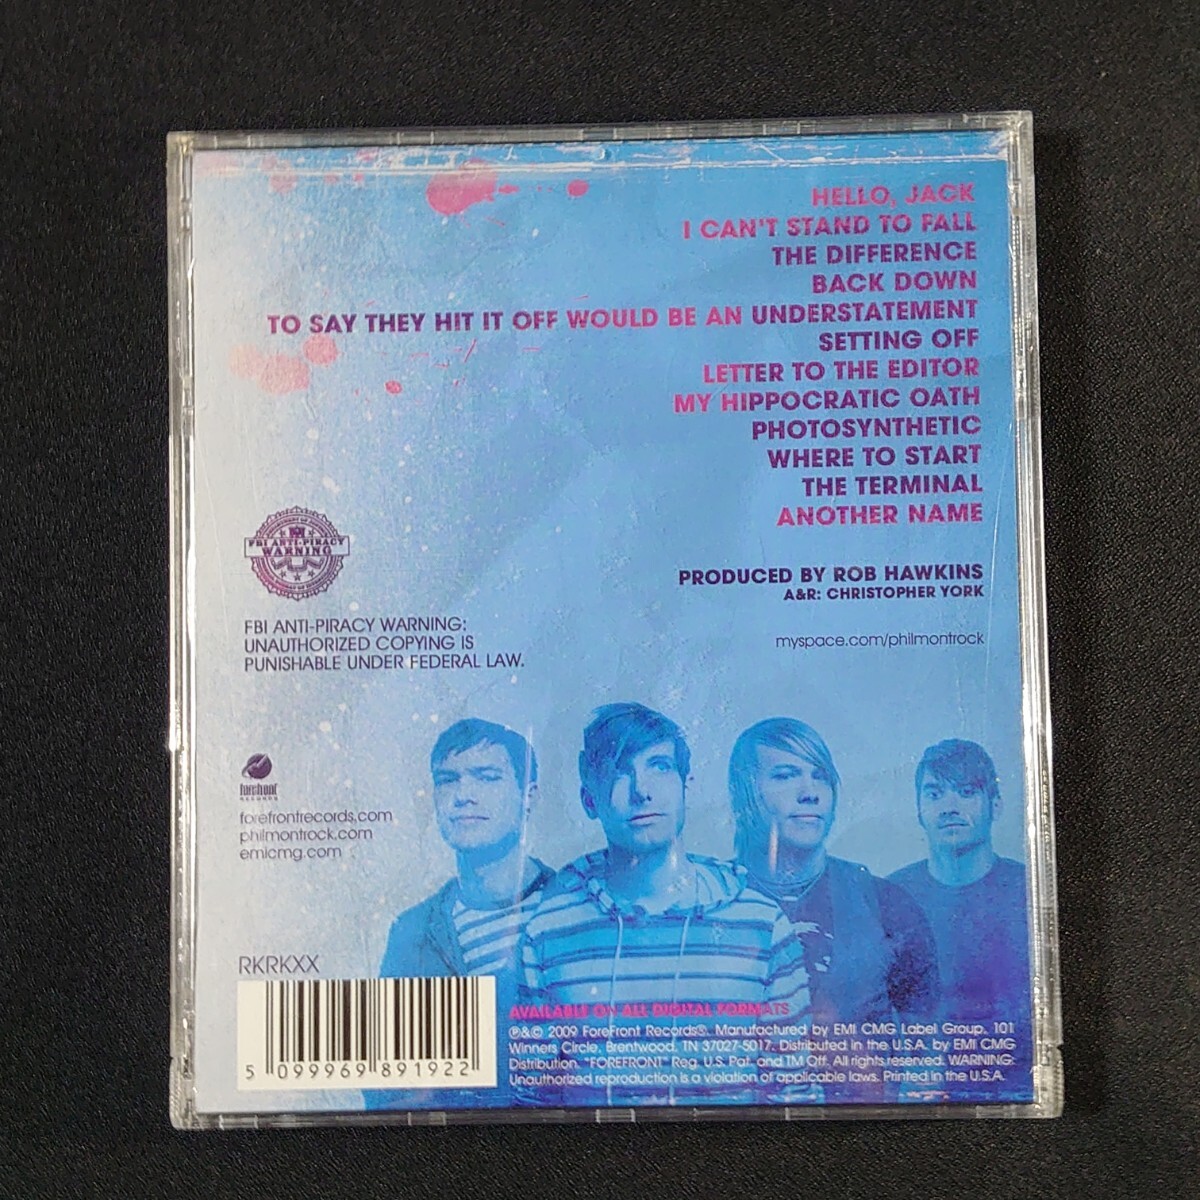 HELLO, JACK
I CAN'T STAND TO FALL
THE DIFFERENCE
BACK DOWN
TO SAY THEY HIT IT OFF WOULD BE AN UNDERSTATEMENT
SETTING OFF
LETTER TO THE EDITOR
MY HIPPOCRATIC OATH
PHOTOSYNTHETIC
WHERE TO START
THE TERMINAL
ANOTHER NAME
FBI ANTI-PIRACY
WARNING
PRODUCED BY ROB HAWKINS
A&R: CHRISTOPHER YORK
myspace.com/philmontrock
FBI ANTI-PIRACY WARNING:
UNAUTHORIZED COPYING IS
PUNISHABLE UNDER FEDERAL LAW.
forefront
RECORDS
forefrontrecords.com
philmontrock.com
emicmg.com
RKRKXX
5 099969 891922
AVAILABLE ON ALL DIGITAL FORMATS
℗&© 2009 ForeFront Records®. Manufactured by EMI CMG Label Group, 101
Winners Circle, Brentwood, TN 37027-5017. Distributed in the U.S.A. by EMI CMG
Distribution. "FOREFRONT" Reg. U.S. Pat. and TM Off. All rights reserved. WARNING:
Unauthorized reproduction is a violation of applicable laws. Printed in the U.S.A.